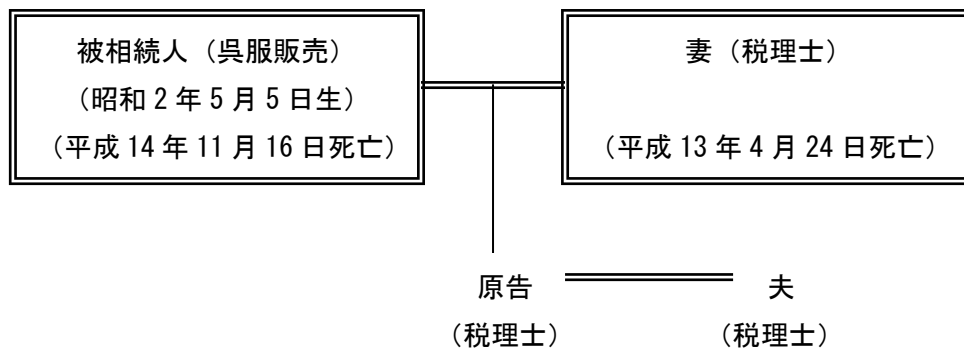 被相続人（呉服販売）
（昭和2年5月5日生）
（平成14年11月16日死亡）
妻（税理士）
（平成13年4月24日死亡）
原告
（税理士）
夫
（税理士）